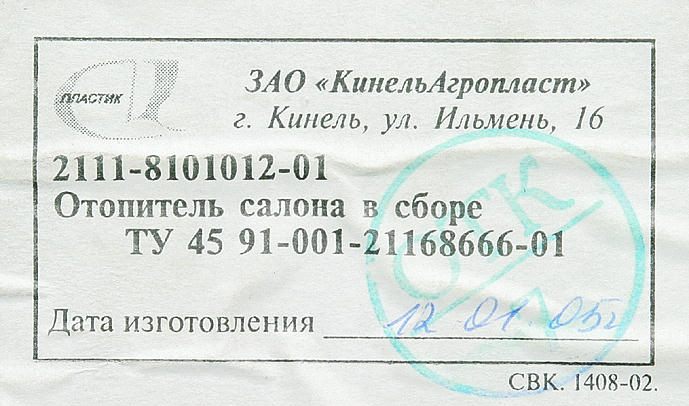 ПЛАСТИК
ЗАО «КинельАгропласт»
г. Кинель, ул. Ильмень, 16
2111-8101012-01
Отопитель салона в сборе
ТУ 45 91-001-21168666-01
ОТК
Дата изготовления 12 01. 05г
СВК. 1408-02.